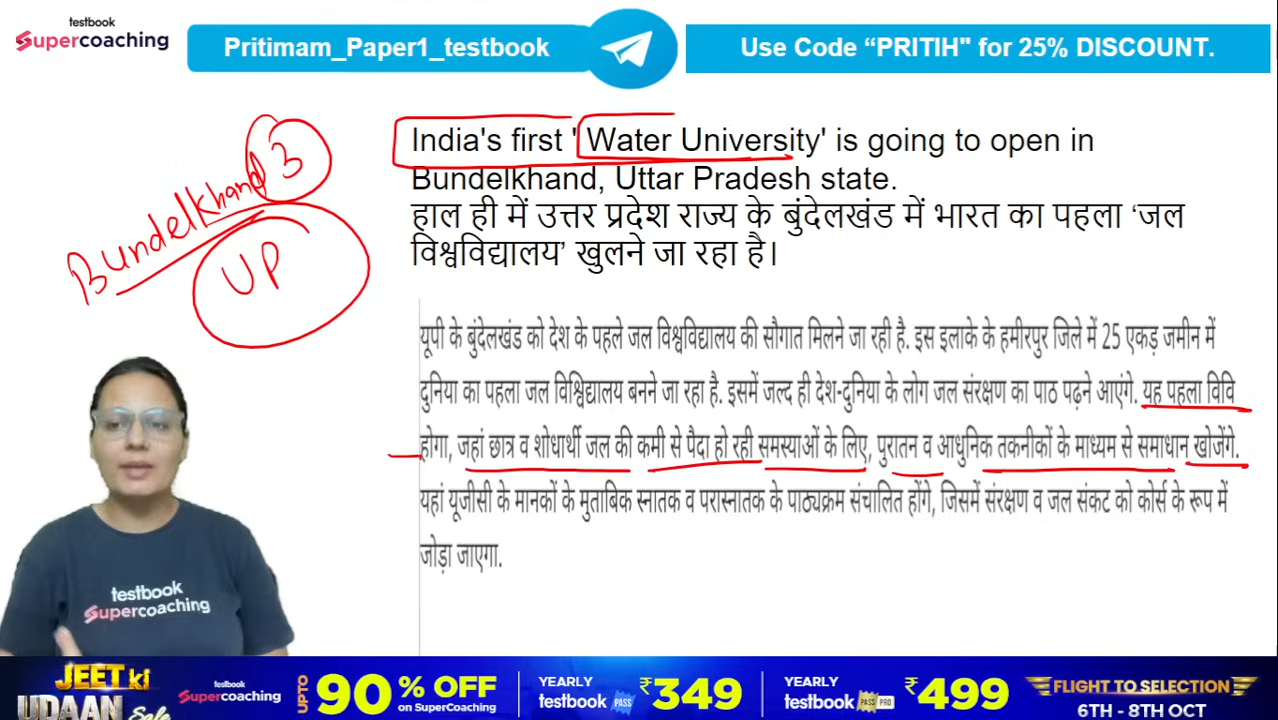 testbook
Supercoaching
Pritimam_Paper1_testbook
Use Code “PRITIH" for 25% DISCOUNT.
India's first 'Water University' is going to open in
Bundelkhand, Uttar Pradesh state.
हाल ही में उत्तर प्रदेश राज्य के बुंदेलखंड में भारत का पहला ‘जल
विश्वविद्यालय’ खुलने जा रहा है।
Bundelkhand 3
UP
यूपी के बुंदेलखंड को देश के पहले जल विश्वविद्यालय की सौगात मिलने जा रही है. इस इलाके के हमीरपुर जिले में 25 एकड़ जमीन में
दुनिया का पहला जल विश्विद्यालय बनने जा रहा है. इसमें जल्द ही देश-दुनिया के लोग जल संरक्षण का पाठ पढ़ने आएंगे. यह पहला विवि
होगा, जहां छात्र व शोधार्थी जल की कमी से पैदा हो रही समस्याओं के लिए, पुरातन व आधुनिक तकनीकों के माध्यम से समाधान खोजेंगे.
यहां यूजीसी के मानकों के मुताबिक स्नातक व परास्नातक के पाठ्यक्रम संचालित होंगे, जिसमें संरक्षण व जल संकट को कोर्स के रूप में
जोड़ा जाएगा.
testbook
Supercoaching
JEET ki
UDAAN Sale
testbook
Supercoaching
UPTO 90% OFF
on SuperCoaching
YEARLY
testbook PASS
₹349
YEARLY
testbook PASS PRO
₹499
FLIGHT TO SELECTION
6TH - 8TH OCT